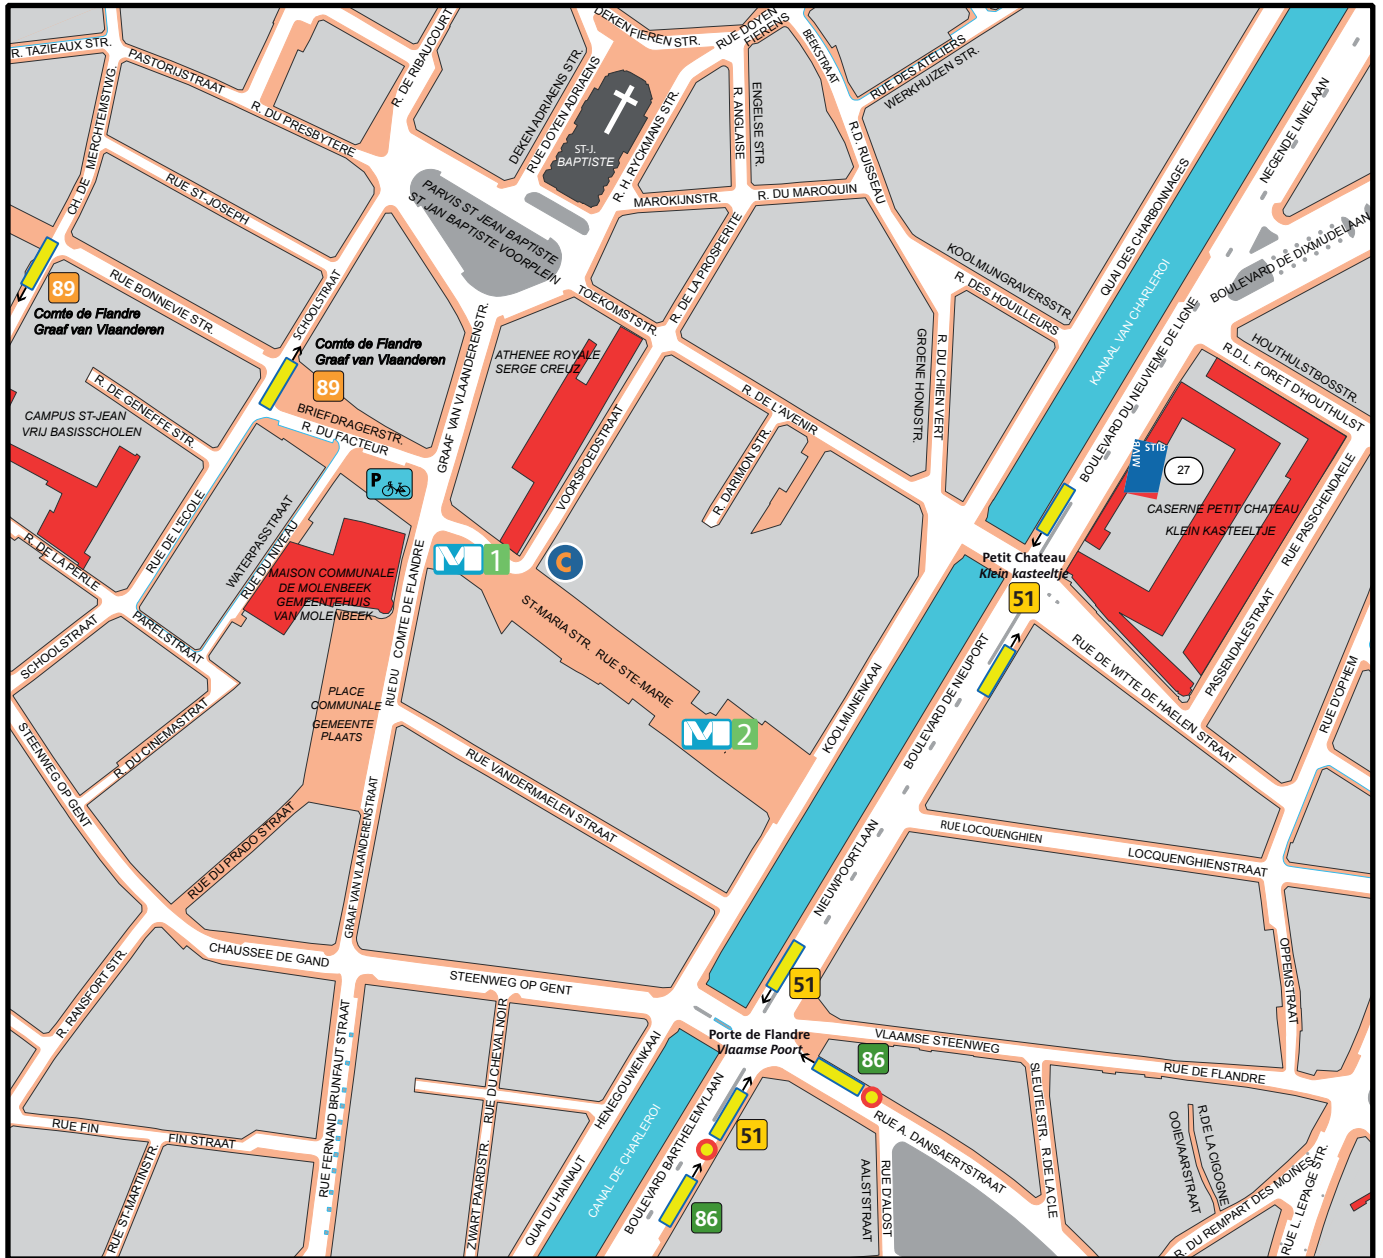 R. TAZIEAUX STR.
PASTORIJSTRAAT
R. DU PRESBYTERE
R. DE RIBAUCOURT
CH. DE MERCHTEMSTWG.
RUE ST-JOSEPH
DEKEN FIEREN STR.
RUE DOYEN
FIERENS
BEEKSTRAAT
RUE DES ATELIERS
WERKHUIZEN STR.
DEKEN ADRIAENS STR.
RUE DOYEN ADRIAENS
ST-J.
BAPTISTE
R. H. RYCKMANS STR.
R. ANGLAISE
ENGELSE STR.
R.D. RUISSEAU
MAROKIJNSTR.
R. DU MAROQUIN
PARVIS ST JEAN BAPTISTE
ST JAN BAPTISTE VOORPLEIN
R. DE LA PROSPERITE
TOEKOMSTSTR.
KOOLMIJNGRAVERSSTR.
R. DES HOUILLEURS
QUAI DES CHARBONNAGES
KANAAL VAN CHARLEROI
NEGENDE LINIELAAN
BOULEVARD DE DIXMUDELAAN
BOULEVARD DU NEUVIEME DE LIGNE
HOUTHULSTBOSSTR.
R.D.L. FORET D'HOUTHULST
89
Comte de Flandre
Graaf van Vlaanderen
RUE BONNEVIE STR.
SCHOOLSTRAAT
Comte de Flandre
Graaf van Vlaanderen
89
GRAAF VAN VLAANDERENSTR.
ATHENEE ROYALE
SERGE CREUZ
VOORSPOEDSTRAAT
R. DE L'AVENIR
R. DARIMON STR.
GROENE HONDSTR.
R. DU CHIEN VERT
R. DE GENEFFE STR.
CAMPUS ST-JEAN
VRIJ BASISSCHOLEN
BRIEFDRAGERSTR.
R. DU FACTEUR
P
MIVB
STIB
27
CASERNE PETIT CHATEAU
KLEIN KASTEELTJE
RUE PASSCHENDAELE
PASSENDALESTRAAT
RUE DE L'ECOLE
WATERPASSTRAAT
RUE DU NIVEAU
R. DE LA PERLE
PARELSTRAAT
SCHOOLSTRAAT
MAISON COMMUNALE
DE MOLENBEEK
GEMEENTEHUIS
VAN MOLENBEEK
RUE DU COMTE DE FLANDRE
M 1
C
Petit Chateau
Klein kasteeltje
51
ST-MARIA STR. RUE STE-MARIE
M 2
PLACE
COMMUNALE
GEMEENTE
PLAATS
KOOLMIJNENKAAI
BOULEVARD DE NIEUPORT
NIEUWPOORTLAAN
RUE DE WITTE DE HAELEN STRAAT
RUE D'OPHEM
R. DU CINEMASTRAT
STEENWEG OP GENT
RUE VANDERMAELEN STRAAT
RUE DU PRADO STRAAT
GRAAF VAN VLAANDERENSTRAAT
RUE LOCQUENGHIEN
LOCQUENGHIENSTRAAT
OPPEMSTRAAT
CHAUSSEE DE GAND
STEENWEG OP GENT
51
R. RANSFORT STR.
Porte de Flandre
Vlaamse Poort
86
VLAAMSE STEENWEG
RUE DE FLANDRE
RUE FERNAND BRUNFAUT STRAAT
RUE DU CHEVAL NOIR
ZWART PAARDSTR.
HENEGOUWENKAAI
QUAI DU HAINAUT
CANAL DE CHARLEROI
BOULEVARD BARTHELEMYLAAN
51
86
RUE A. DANSAERTSTRAAT
AALSTSTRAAT
RUE D'ALOST
SLEUTELSTR.
R.DE LA CLE
OOIEVAARSTRAAT
R.DE LA CIGOGNE
R. DU REMPART DES MOINES
RUE L. LEPAGE STR.
RUE FIN
FIN STRAAT
RUE ST-MARTINSTR.